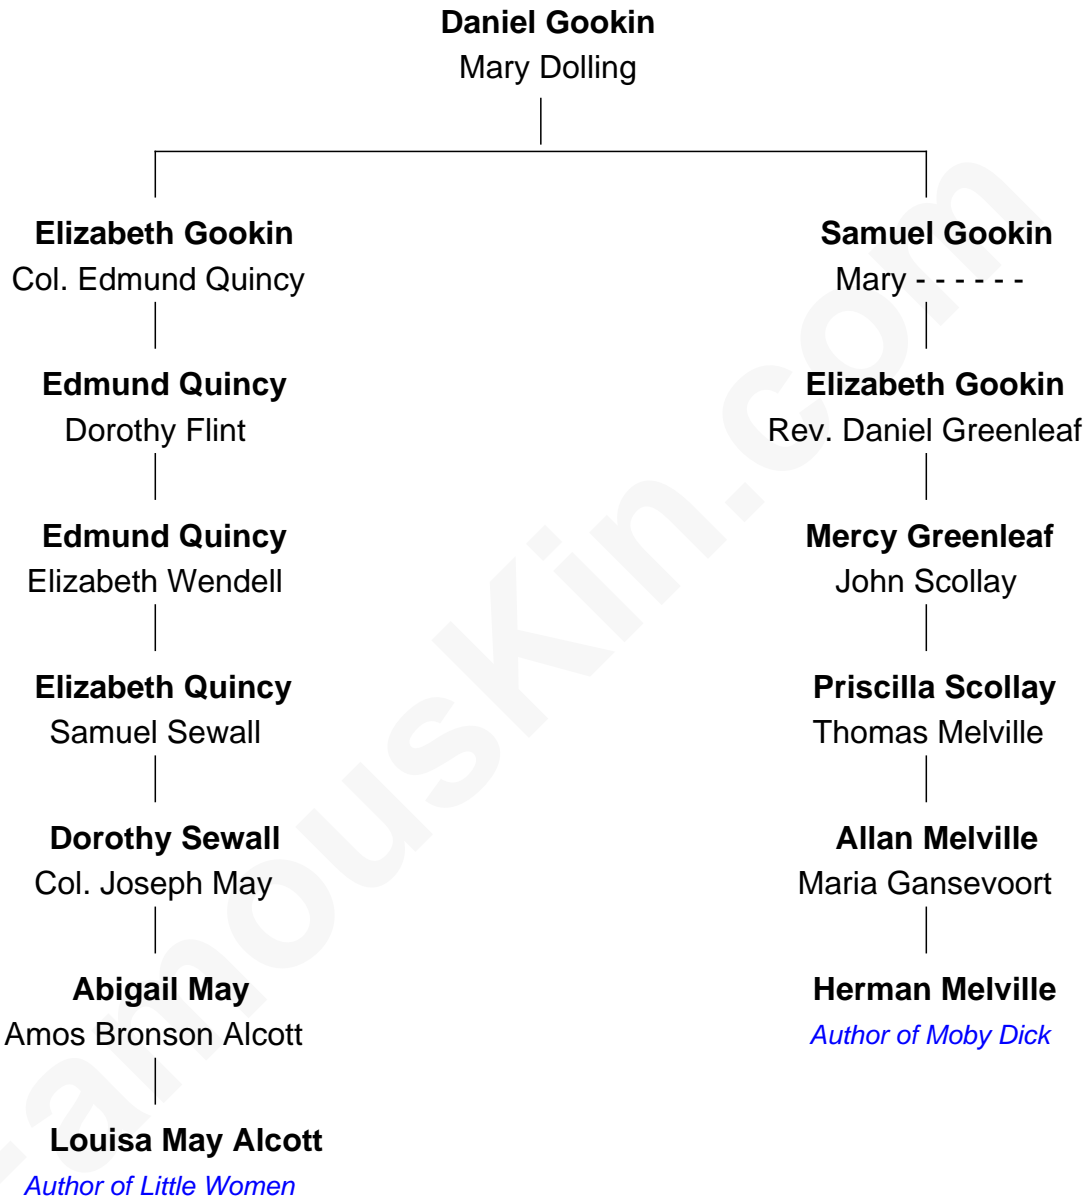 Daniel Gookin
Mary Dolling
Elizabeth Gookin
Col. Edmund Quincy
Samuel Gookin
Mary - - - - - -
Edmund Quincy
Dorothy Flint
Elizabeth Gookin
Rev. Daniel Greenleaf
Edmund Quincy
Elizabeth Wendell
Mercy Greenleaf
John Scollay
Elizabeth Quincy
Samuel Sewall
Priscilla Scollay
Thomas Melville
Dorothy Sewall
Col. Joseph May
Allan Melville
Maria Gansevoort
Abigail May
Amos Bronson Alcott
Herman Melville
Author of Moby Dick
Louisa May Alcott
Author of Little Women
FamousKin.com